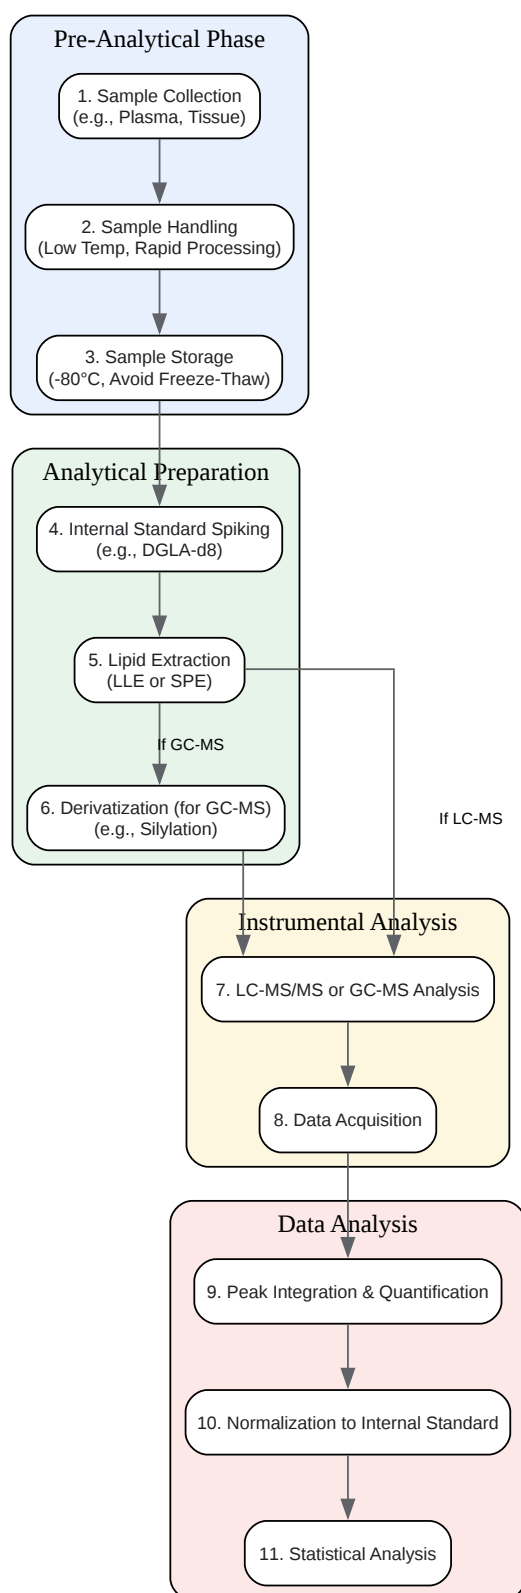 Pre-Analytical Phase
1. Sample Collection
(e.g., Plasma, Tissue)
2. Sample Handling
(Low Temp, Rapid Processing)
3. Sample Storage
(-80°C, Avoid Freeze-Thaw)
Analytical Preparation
4. Internal Standard Spiking
(e.g., DGLA-d8)
5. Lipid Extraction
(LLE or SPE)
If GC-MS
6. Derivatization (for GC-MS)
(e.g., Silylation)
If LC-MS
Instrumental Analysis
7. LC-MS/MS or GC-MS Analysis
8. Data Acquisition
Data Analysis
9. Peak Integration & Quantification
10. Normalization to Internal Standard
11. Statistical Analysis